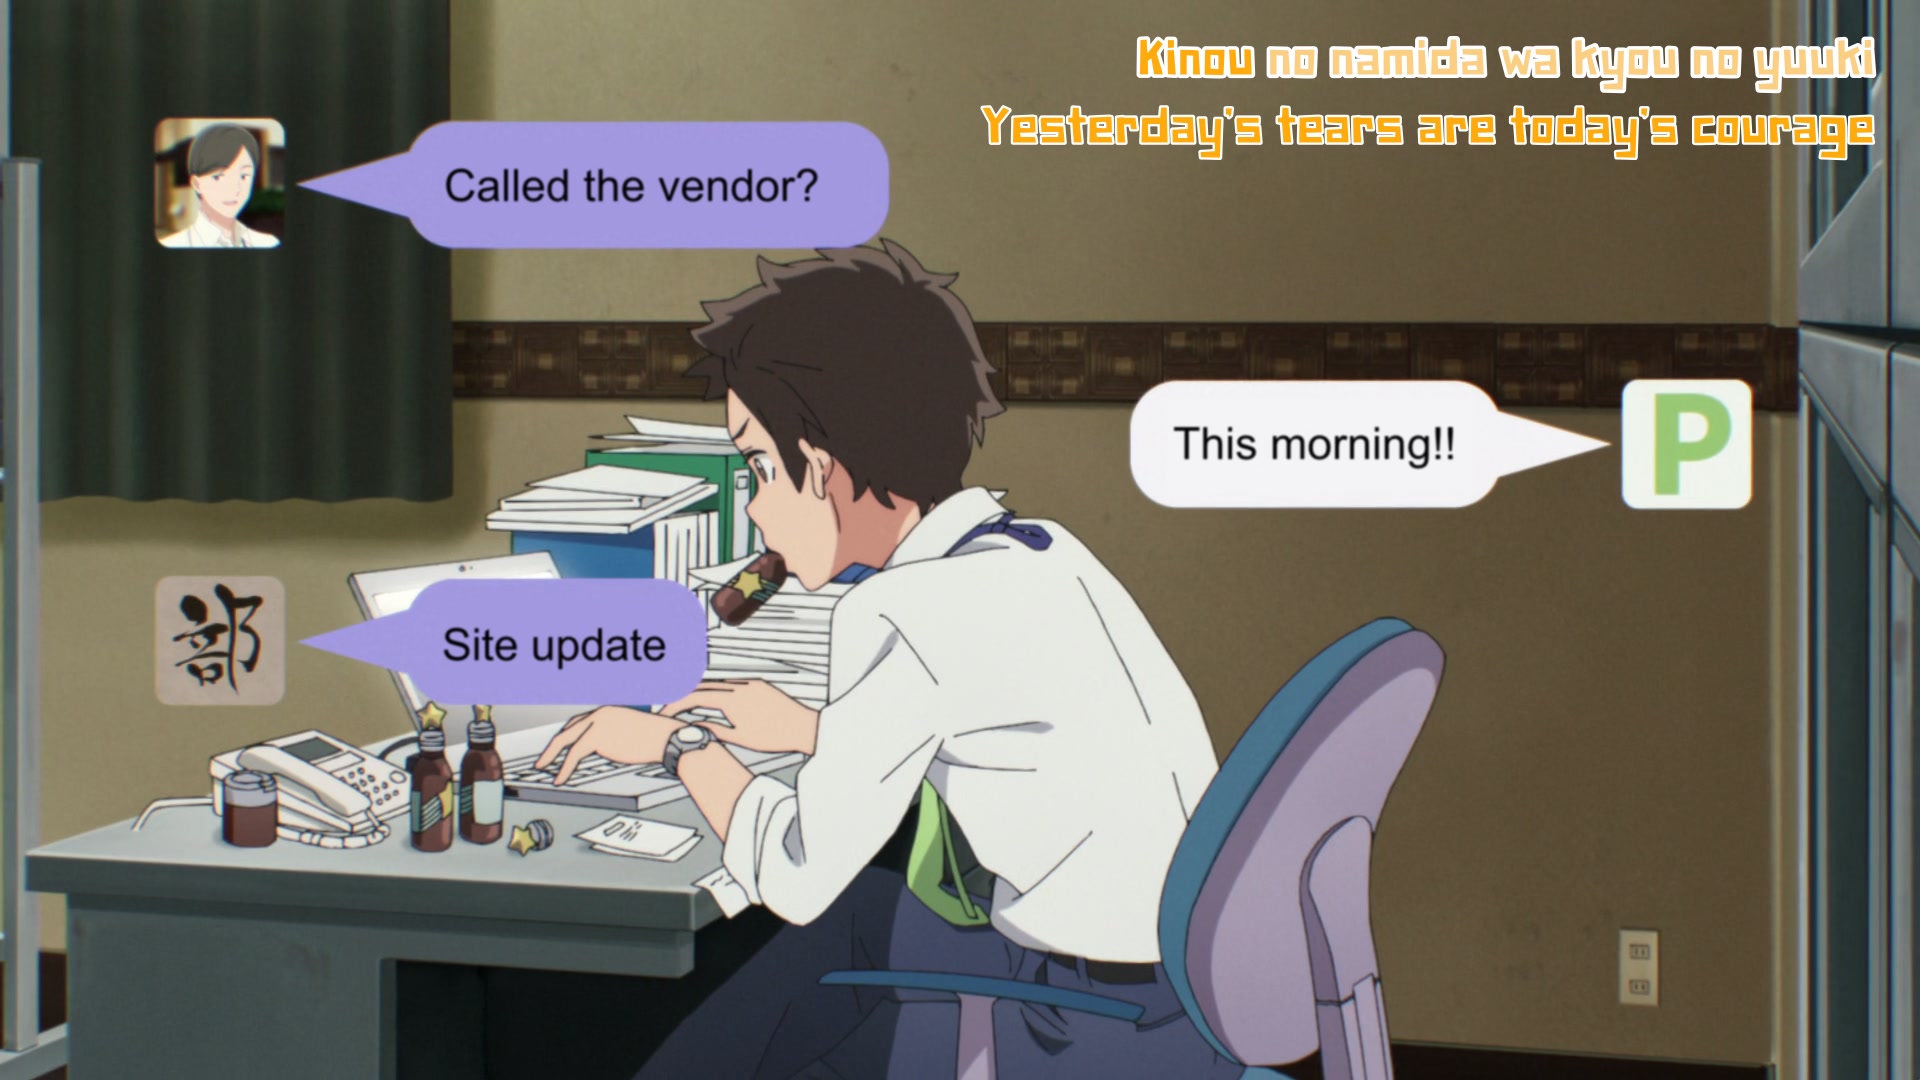 Kinou no namida wa kyou no yuuki
Yesterday's tears are today's courage
Called the vendor?
This morning!!
P
部
Site update